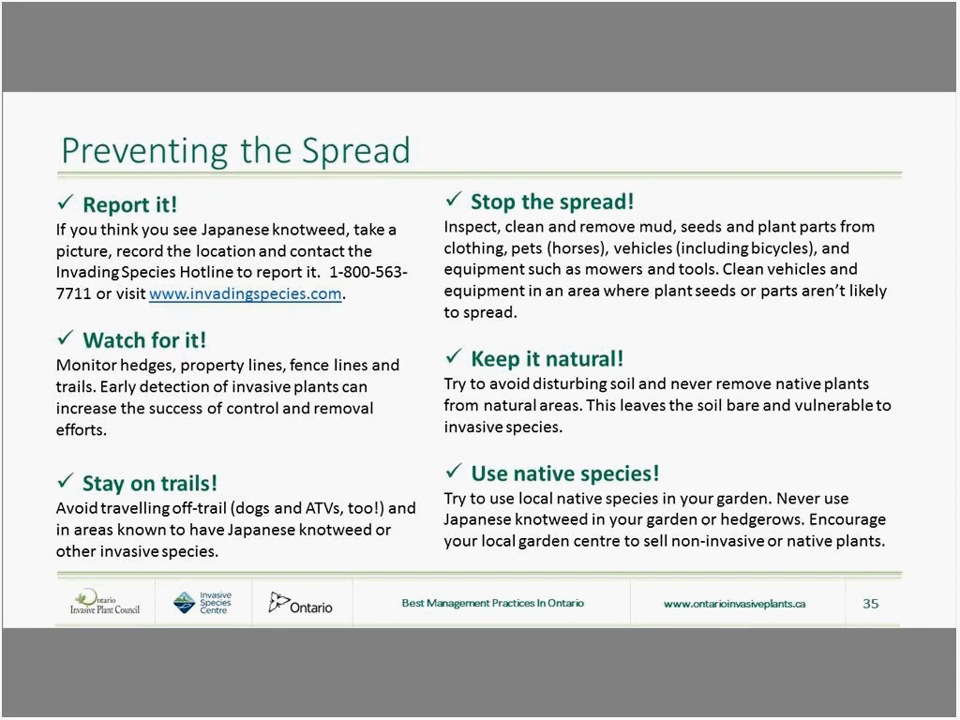 Preventing the Spread
✓ Report it!
If you think you see Japanese knotweed, take a
picture, record the location and contact the
Invading Species Hotline to report it. 1-800-563-
7711 or visit www.invadingspecies.com.
✓ Watch for it!
Monitor hedges, property lines, fence lines and
trails. Early detection of invasive plants can
increase the success of control and removal
efforts.
✓ Stay on trails!
Avoid travelling off-trail (dogs and ATVs, too!) and
in areas known to have Japanese knotweed or
other invasive species.
✓ Stop the spread!
Inspect, clean and remove mud, seeds and plant parts from
clothing, pets (horses), vehicles (including bicycles), and
equipment such as mowers and tools. Clean vehicles and
equipment in an area where plant seeds or parts aren't likely
to spread.
✓ Keep it natural!
Try to avoid disturbing soil and never remove native plants
from natural areas. This leaves the soil bare and vulnerable to
invasive species.
✓ Use native species!
Try to use local native species in your garden. Never use
Japanese knotweed in your garden or hedgerows. Encourage
your local garden centre to sell non-invasive or native plants.
Ontario
Invasive Plant Council
Invasive
Species
Centre
Ontario
Best Management Practices In Ontario
www.ontarioinvasiveplants.ca
35